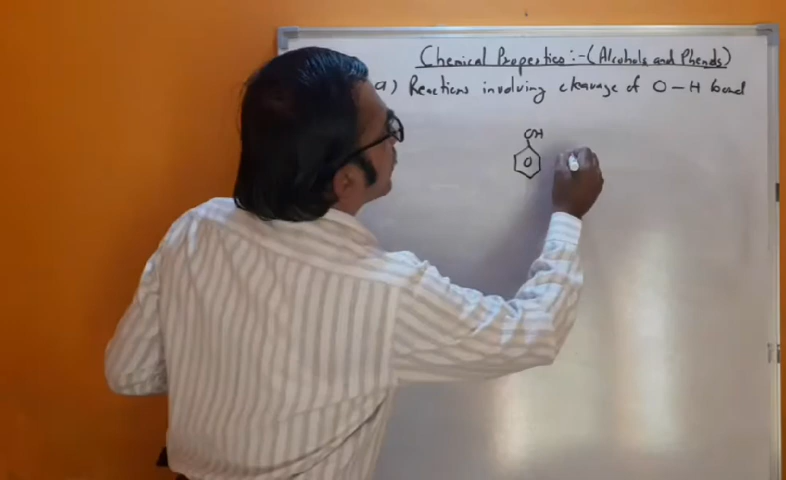 Chemical Properties :- (Alcohols and Phenols)
a) Reactions involving cleavage of O — H bond
OH